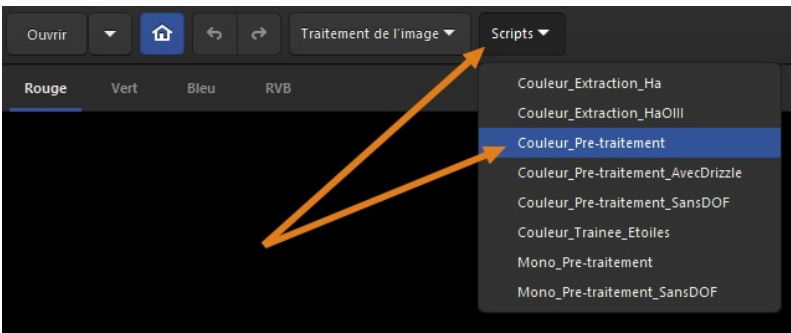 Ouvrir
Traitement de l'image
Scripts
Rouge
Vert
Bleu
RVB
Couleur_Extraction_Ha
Couleur_Extraction_HaOIII
Couleur_Pre-traitement
Couleur_Pre-traitement_AvecDrizzle
Couleur_Pre-traitement_SansDOF
Couleur_Trainee_Etoiles
Mono_Pre-traitement
Mono_Pre-traitement_SansDOF